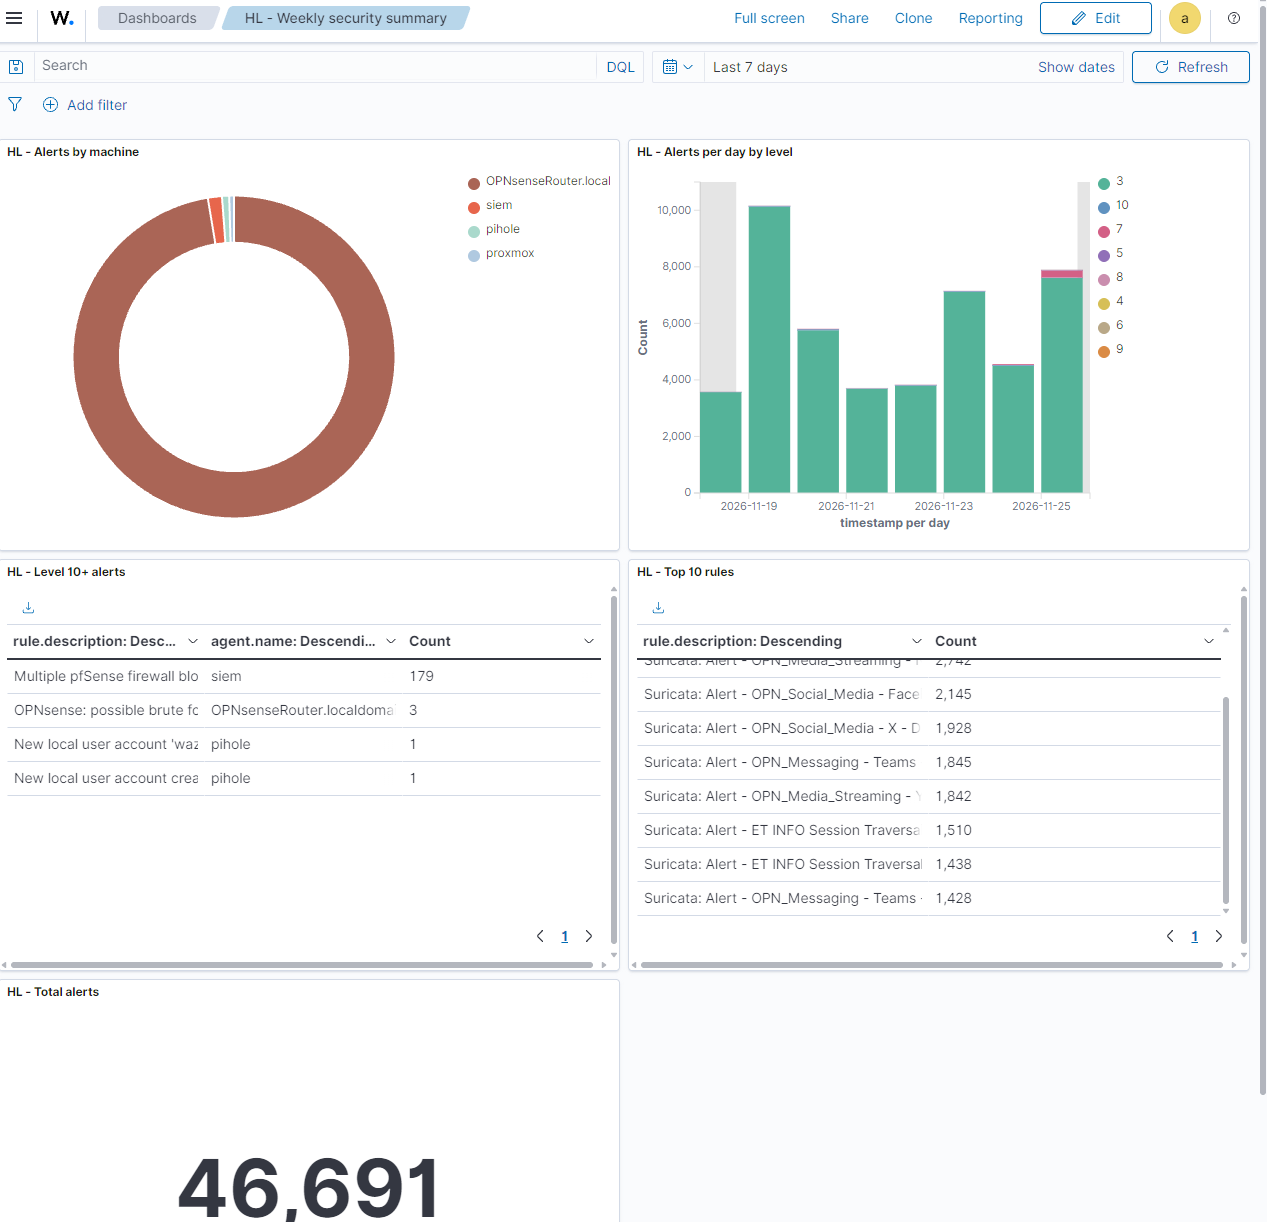 W.
Dashboards
HL - Weekly security summary
Full screen
Share
Clone
Reporting
Edit
a
Search
DQL
Last 7 days
Show dates
Refresh
Add filter
HL - Alerts by machine
OPNsenseRouter.local
siem
pihole
proxmox
HL - Alerts per day by level
10,000
8,000
6,000
4,000
2,000
0
Count
2026-11-19
2026-11-21
2026-11-23
2026-11-25
timestamp per day
3
10
7
5
8
4
6
9
HL - Level 10+ alerts
rule.description: Desc... agent.name: Descendi... Count
Multiple pfSense firewall blo siem 179
OPNsense: possible brute fo OPNsenseRouter.localdoma 3
New local user account 'waz pihole 1
New local user account crea pihole 1
1
HL - Top 10 rules
rule.description: Descending Count
Suricata: Alert - OPN_Media_Streaming - 2,742
Suricata: Alert - OPN_Social_Media - Face 2,145
Suricata: Alert - OPN_Social_Media - X - D 1,928
Suricata: Alert - OPN_Messaging - Teams 1,845
Suricata: Alert - OPN_Media_Streaming - Y 1,842
Suricata: Alert - ET INFO Session Traversa 1,510
Suricata: Alert - ET INFO Session Traversal 1,438
Suricata: Alert - OPN_Messaging - Teams - 1,428
1
HL - Total alerts
46,691